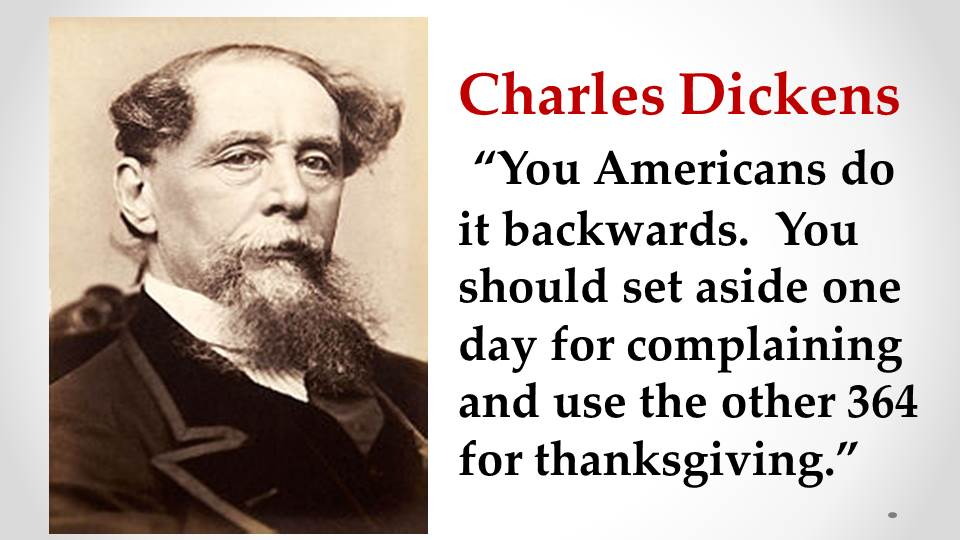 Charles Dickens
“You Americans do
it backwards.  You
should set aside one
day for complaining
and use the other 364
for thanksgiving.”